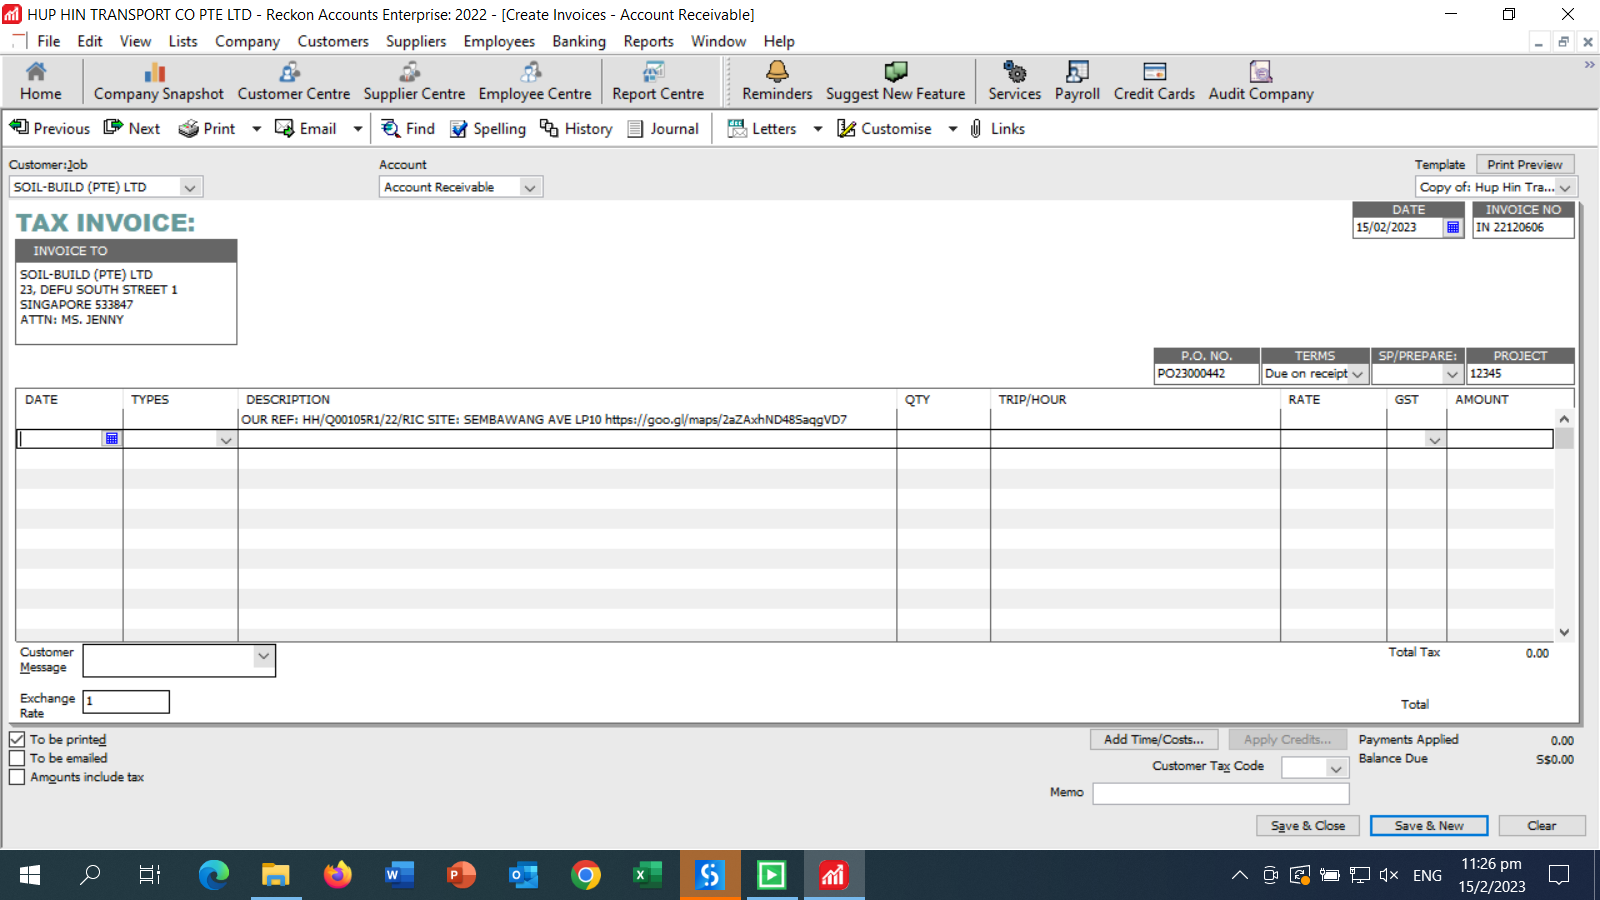 HUP HIN TRANSPORT CO PTE LTD - Reckon Accounts Enterprise: 2022 - [Create Invoices - Account Receivable]
File Edit View Lists Company Customers Suppliers Employees Banking Reports Window Help
Home Company Snapshot Customer Centre Supplier Centre Employee Centre Report Centre Reminders Suggest New Feature Services Payroll Credit Cards Audit Company
Previous Next Print Email Find Spelling History Journal Letters Customise Links
Customer:Job Account Template Print Preview
SOIL-BUILD (PTE) LTD Account Receivable Copy of: Hup Hin Tra...
TAX INVOICE:
DATE INVOICE NO
15/02/2023 IN 22120606
INVOICE TO
SOIL-BUILD (PTE) LTD
23, DEFU SOUTH STREET 1
SINGAPORE 533847
ATTN: MS. JENNY
P.O. NO. TERMS SP/PREPARE: PROJECT
PO23000442 Due on receipt 12345
DATE TYPES DESCRIPTION QTY TRIP/HOUR RATE GST AMOUNT
OUR REF: HH/Q00105R1/22/RIC SITE: SEMBAWANG AVE LP10 https://goo.gl/maps/2aZAxhND48SaqgVD7
Customer Message Total Tax 0.00
Exchange Rate 1 Total
To be printed Add Time/Costs... Apply Credits... Payments Applied 0.00
To be emailed Customer Tax Code Balance Due S$0.00
Amounts include tax
Memo
Save & Close Save & New Clear
11:26 pm
ENG
15/2/2023